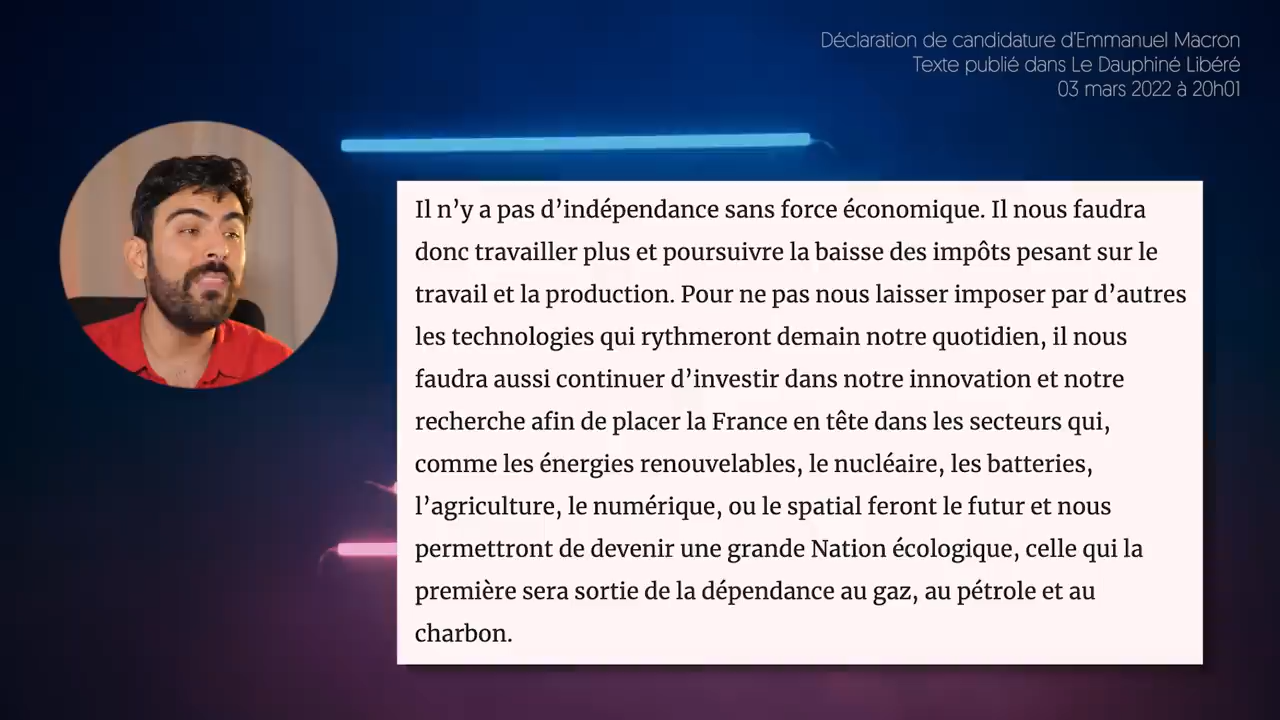 Déclaration de candidature d'Emmanuel Macron
Texte publié dans Le Dauphiné Libéré
03 mars 2022 à 20h01
Il n’y a pas d’indépendance sans force économique. Il nous faudra
donc travailler plus et poursuivre la baisse des impôts pesant sur le
travail et la production. Pour ne pas nous laisser imposer par d’autres
les technologies qui rythmeront demain notre quotidien, il nous
faudra aussi continuer d’investir dans notre innovation et notre
recherche afin de placer la France en tête dans les secteurs qui,
comme les énergies renouvelables, le nucléaire, les batteries,
l’agriculture, le numérique, ou le spatial feront le futur et nous
permettront de devenir une grande Nation écologique, celle qui la
première sera sortie de la dépendance au gaz, au pétrole et au
charbon.